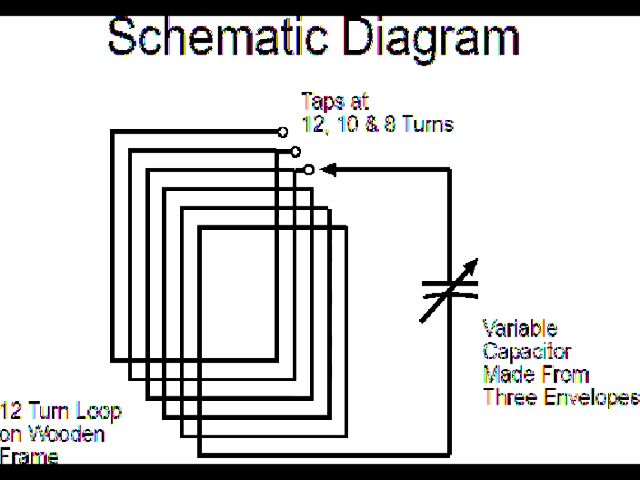 Schematic Diagram
Taps at
12, 10 & 8 Turns
Variable
Capacitor
Made From
Three Envelopes
12 Turn Loop
on Wooden
Frame